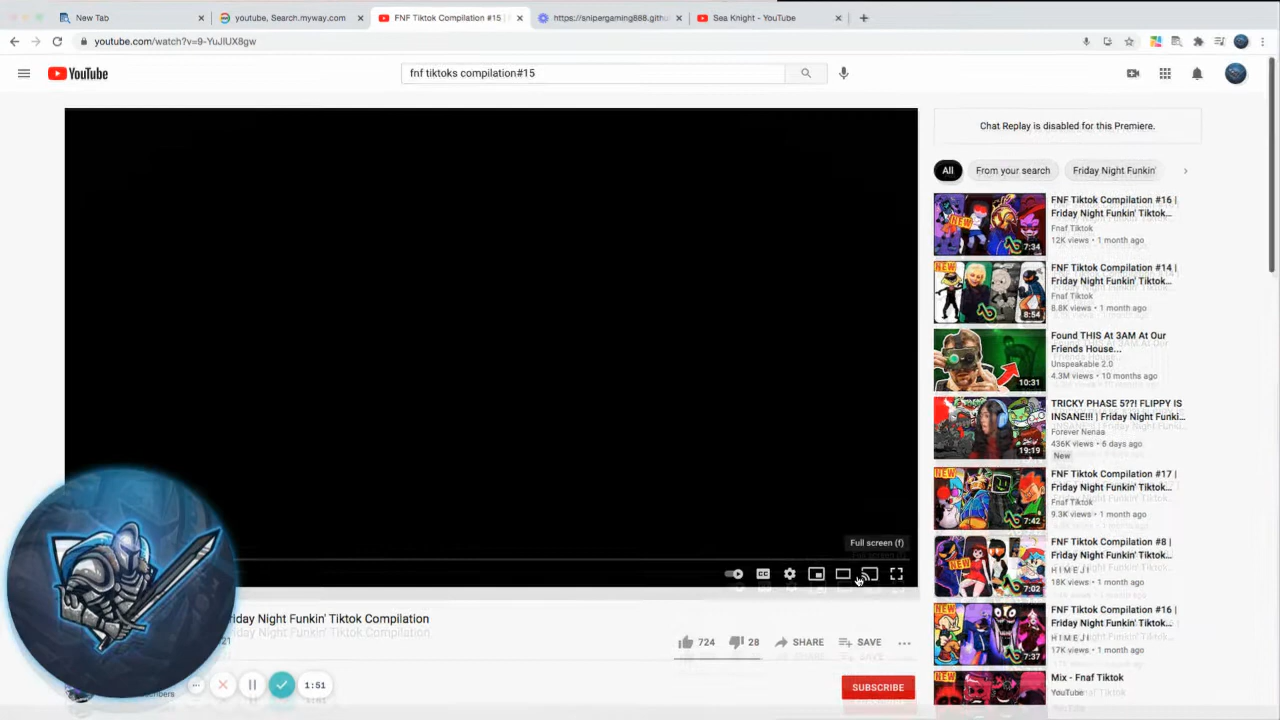 New Tab
youtube, Search.myway.com
FNF Tiktok Compilation #15 |
https://snipergaming888.githu
Sea Knight - YouTube
youtube.com/watch?v=9-YuJIUX8gw
YouTube
fnf tiktoks compilation#15
Chat Replay is disabled for this Premiere.
All
From your search
Friday Night Funkin'
FNF Tiktok Compilation #16 |
Friday Night Funkin' Tiktok...
Fnaf Tiktok
12K views • 1 month ago
NEW
7:34
FNF Tiktok Compilation #14 |
Friday Night Funkin' Tiktok...
Fnaf Tiktok
8.8K views • 1 month ago
NEW
8:54
Found THIS At 3AM At Our
Friends House...
Unspeakable 2.0
4.3M views • 10 months ago
10:31
TRICKY PHASE 5??! FLIPPY IS
INSANE!!! | Friday Night Funki...
Forever Nenaa
436K views • 6 days ago
New
19:19
FNF Tiktok Compilation #17 |
Friday Night Funkin' Tiktok...
Fnaf Tiktok
9.3K views • 1 month ago
NEW
7:42
FNF Tiktok Compilation #8 |
Friday Night Funkin' Tiktok...
H I M E J I
18K views • 1 month ago
NEW
7:02
FNF Tiktok Compilation #16 |
Friday Night Funkin' Tiktok...
H I M E J I
17K views • 1 month ago
7:37
Mix - Fnaf Tiktok
YouTube
Full screen (f)
CC
iday Night Funkin' Tiktok Compilation
724
28
SHARE
SAVE
1:51
SUBSCRIBE